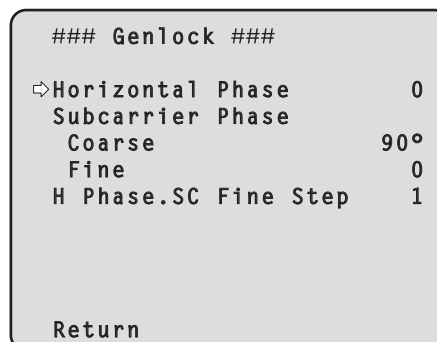 ### Genlock ###
⇨Horizontal Phase 0
Subcarrier Phase
Coarse 90°
Fine 0
H Phase.SC Fine Step 1
Return